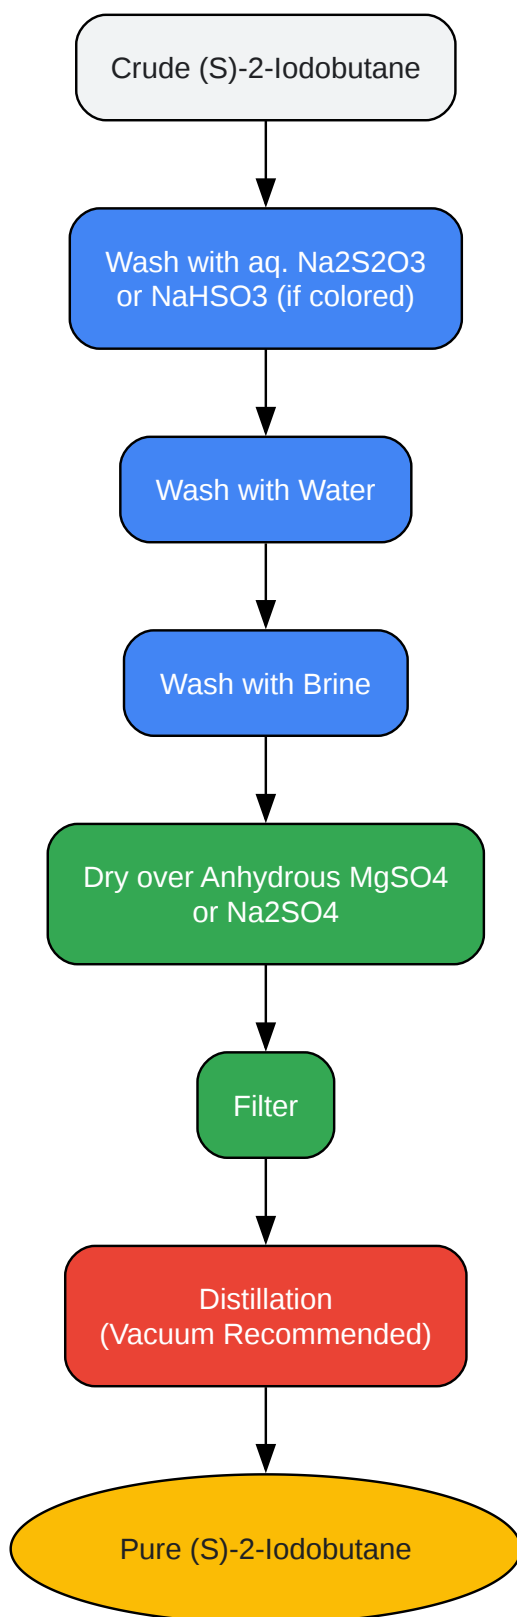 Crude (S)-2-Iodobutane
Wash with aq. Na2S2O3
or NaHSO3 (if colored)
Wash with Water
Wash with Brine
Dry over Anhydrous MgSO4
or Na2SO4
Filter
Distillation
(Vacuum Recommended)
Pure (S)-2-Iodobutane